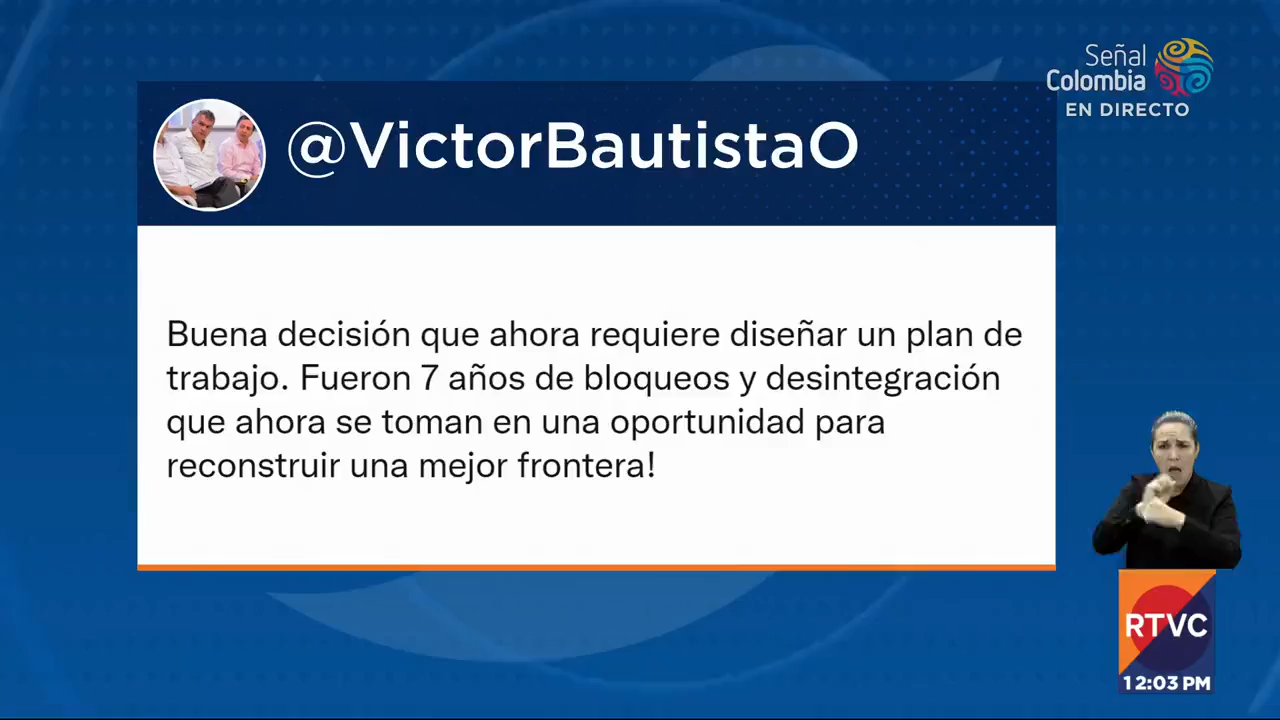 Señal
Colombia
EN DIRECTO
@VictorBautistaO
Buena decisión que ahora requiere diseñar un plan de
trabajo. Fueron 7 años de bloqueos y desintegración
que ahora se toman en una oportunidad para
reconstruir una mejor frontera!
RTVC
12:03 PM